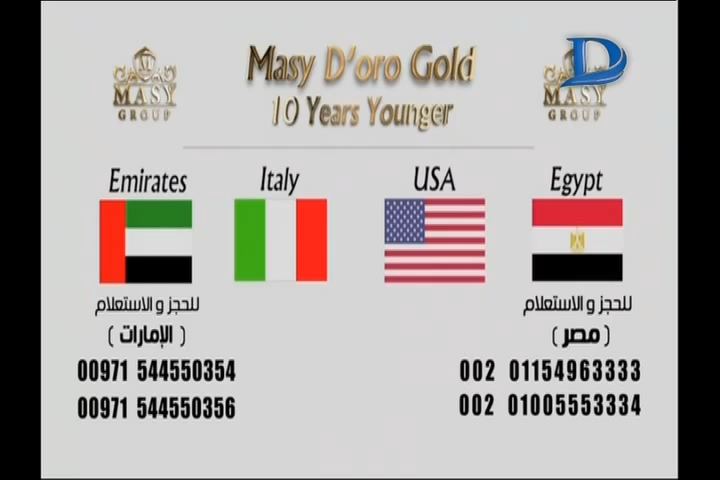 Masy D'oro Gold
10 Years Younger
MASY
GROUP
MASY
GROUP
D
Emirates
Italy
USA
Egypt
للحجز و الاستعلام
( الإمارات )
00971 544550354
00971 544550356
للحجز و الاستعلام
( مصر )
002 01154963333
002 01005553334